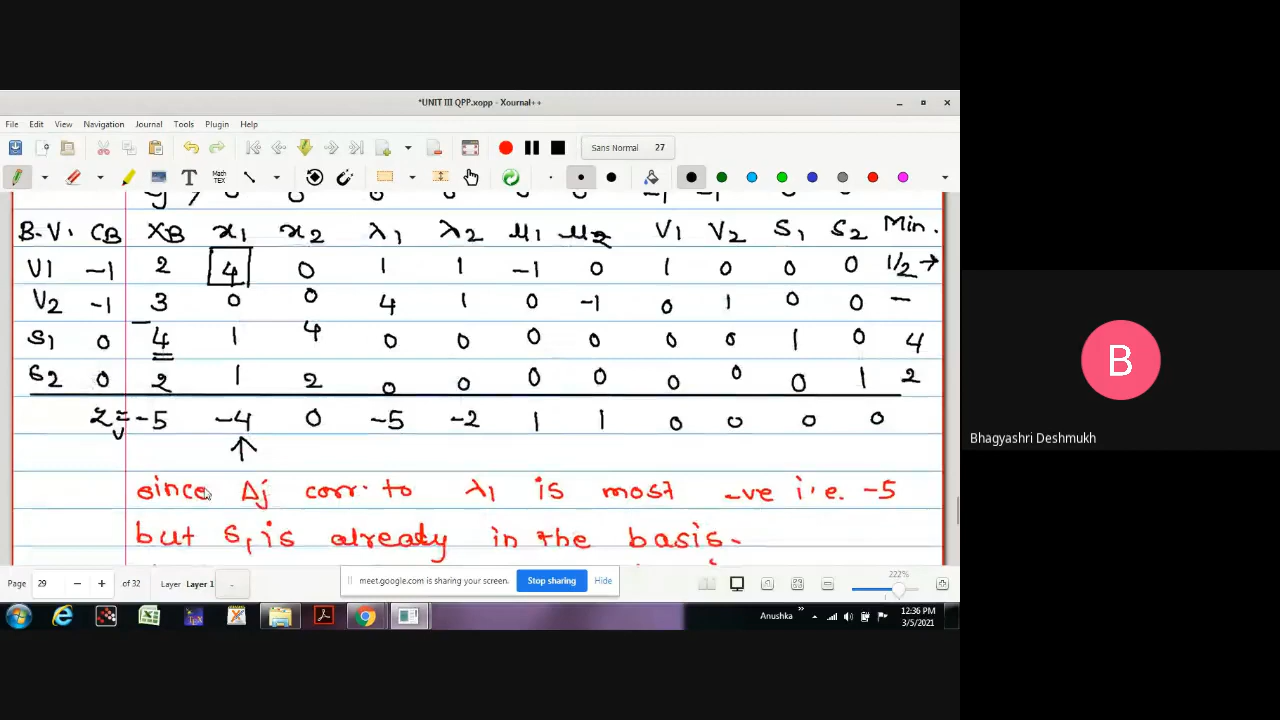 *UNIT III QPP.xopp - Xournal++
File Edit View Navigation Journal Tools Plugin Help
Sans Normal 27
B.V. CB XB x1 x2 λ1 λ2 μ1 μ2 V1 V2 S1 S2 Min.
V1 -1 2 4 0 1 1 -1 0 1 0 0 0 1/2 →
V2 -1 3 0 0 4 1 0 -1 0 1 0 0 -
S1 0 4 1 4 0 0 0 0 0 0 1 0 4
S2 0 2 1 2 0 0 0 0 0 0 0 1 2
Z = -5 -4 0 -5 -2 1 1 0 0 0 0
↑
since Δj corr. to λ1 is most -ve i.e. -5
but S1 is already in the basis.
Page 29 of 32 Layer Layer 1 222%
meet.google.com is sharing your screen. Stop sharing Hide
Anushka 12:36 PM
3/5/2021
B
Bhagyashri Deshmukh